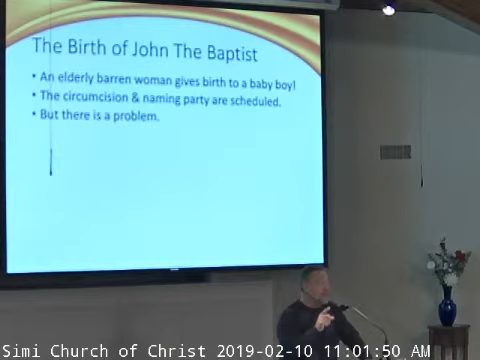 The Birth of John The Baptist
• An elderly barren woman gives birth to a baby boy!
• The circumcision & naming party are scheduled.
• But there is a problem.
Simi Church of Christ 2019-02-10 11:01:50 AM